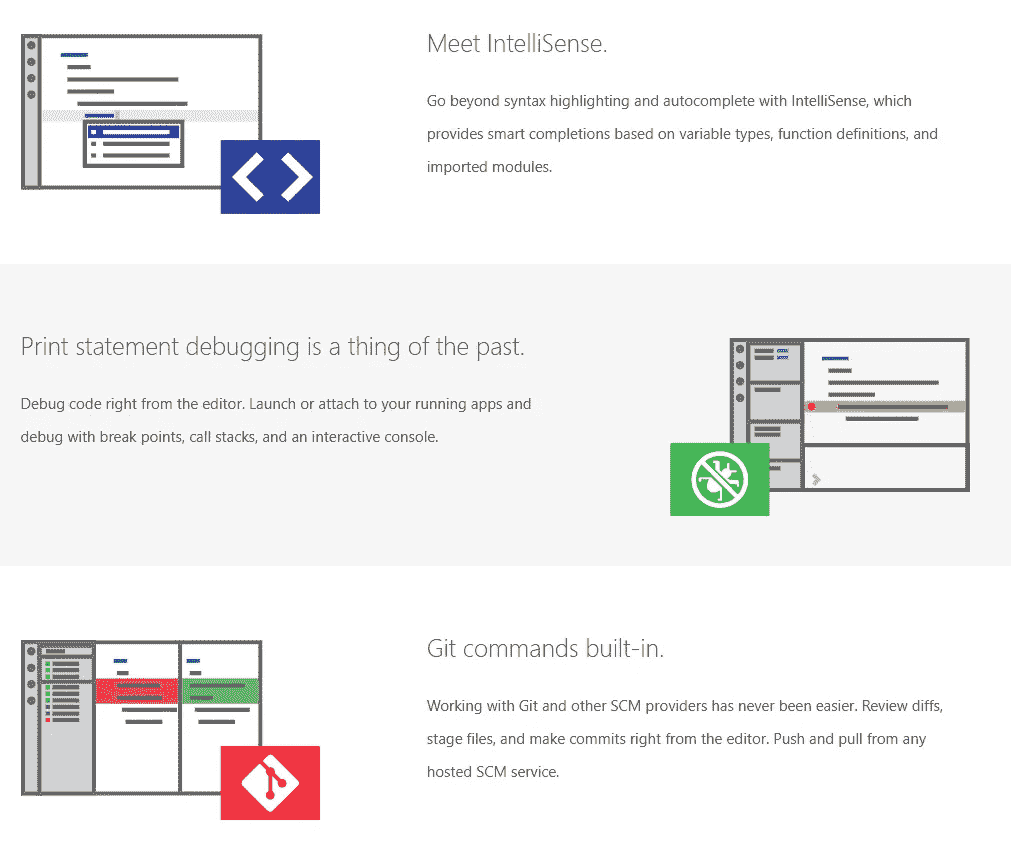 Meet IntelliSense.
Go beyond syntax highlighting and autocomplete with IntelliSense, which
provides smart completions based on variable types, function definitions, and
imported modules.
Print statement debugging is a thing of the past.
Debug code right from the editor. Launch or attach to your running apps and
debug with break points, call stacks, and an interactive console.
Git commands built-in.
Working with Git and other SCM providers has never been easier. Review diffs,
stage files, and make commits right from the editor. Push and pull from any
hosted SCM service.